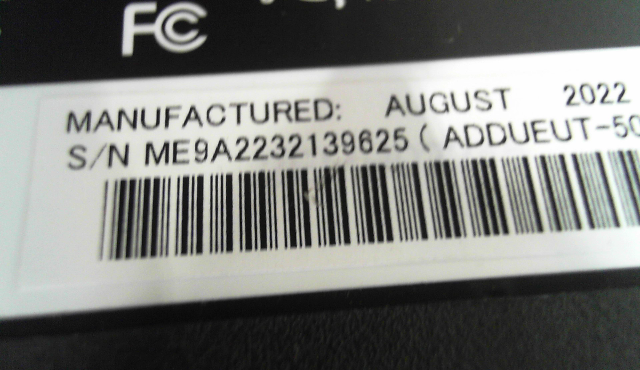 FC
MANUFACTURED: AUGUST 2022
S/N ME9A2232139625 ( ADDUEUT-50